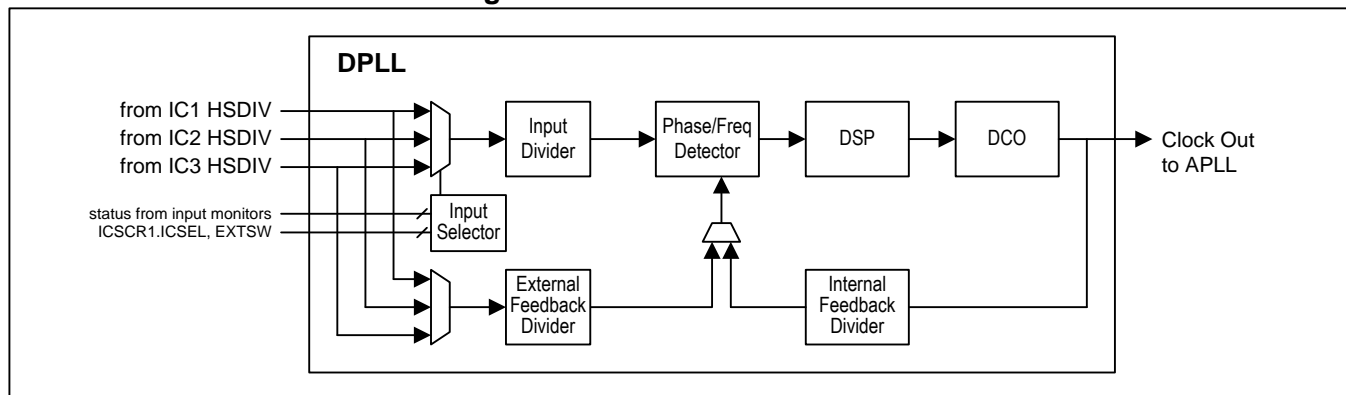 DPLL
from IC1 HSDIV
from IC2 HSDIV
from IC3 HSDIV
status from input monitors
ICSCR1.ICSEL, EXTSW
Input
Divider
Phase/Freq
Detector
DSP
DCO
Clock Out
to APLL
Input
Selector
External
Feedback
Divider
Internal
Feedback
Divider